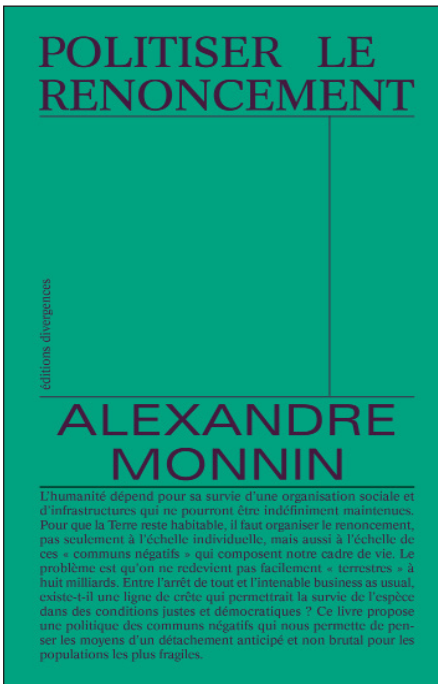 POLITISER LE
RENONCEMENT
éditions divergences
ALEXANDRE
MONNIN
L'humanité dépend pour sa survie d'une organisation sociale et
d'infrastructures qui ne pourront être indéfiniment maintenues.
Pour que la Terre reste habitable, il faut organiser le renoncement,
pas seulement à l'échelle individuelle, mais aussi à l'échelle de
ces « communs négatifs » qui composent notre cadre de vie. Le
problème est qu'on ne redevient pas facilement « terrestres » à
huit milliards. Entre l'arrêt de tout et l'intenable business as usual,
existe-t-il une ligne de crête qui permettrait la survie de l'espèce
dans des conditions justes et démocratiques ? Ce livre propose
une politique des communs négatifs qui nous permette de pen-
ser les moyens d'un détachement anticipé et non brutal pour les
populations les plus fragiles.